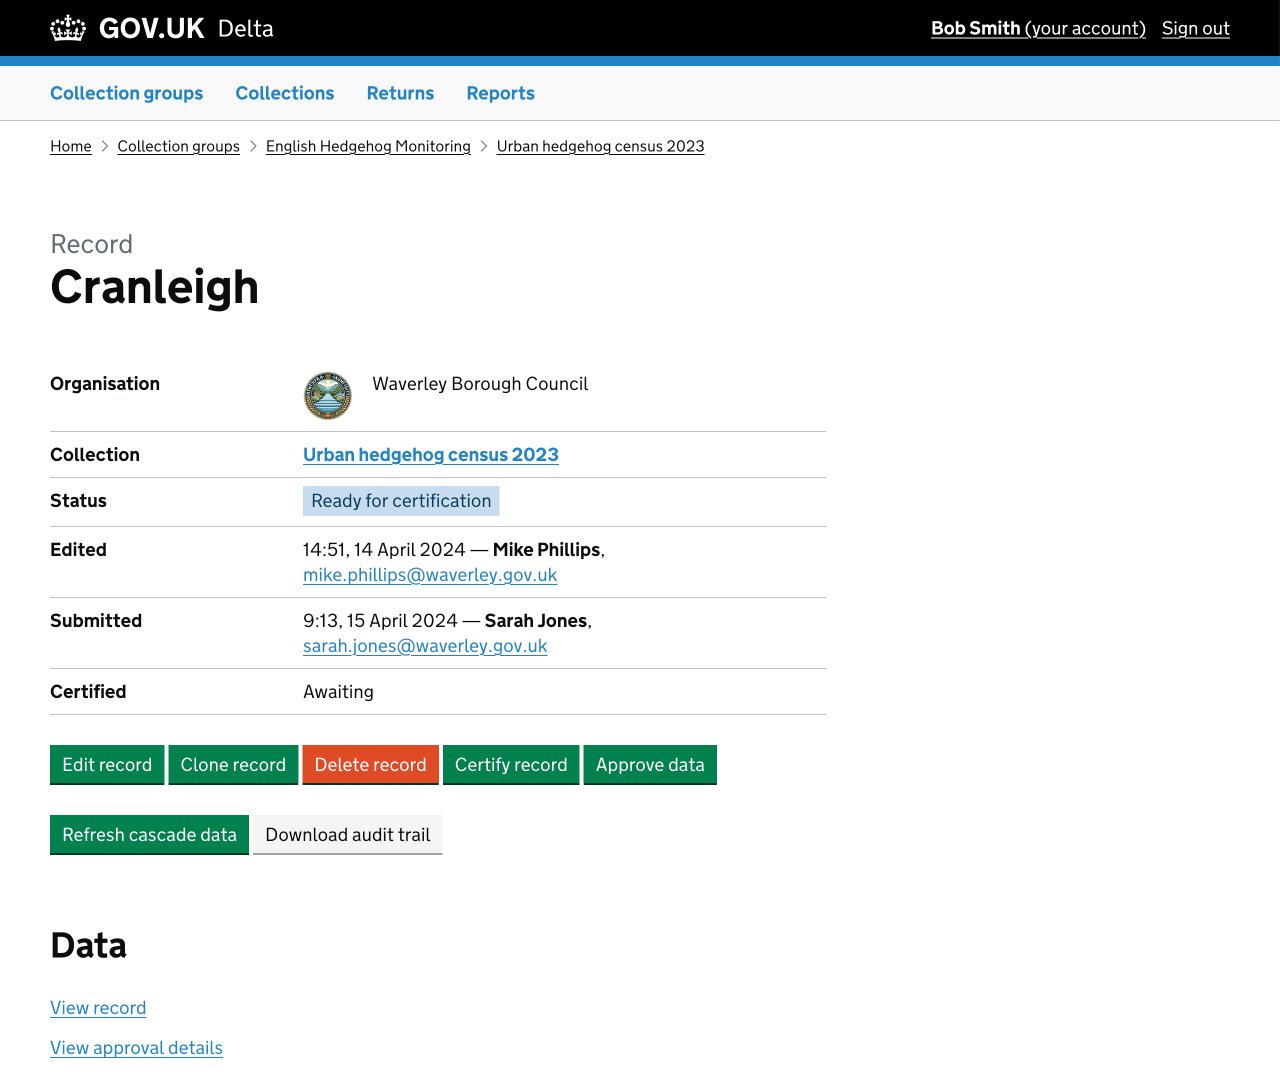 GOV.UK Delta
Bob Smith (your account) Sign out
Collection groups Collections Returns Reports
Home Collection groups English Hedgehog Monitoring Urban hedgehog census 2023
Record
Cranleigh
Organisation Waverley Borough Council
Collection Urban hedgehog census 2023
Status Ready for certification
Edited 14:51, 14 April 2024 — Mike Phillips,
mike.phillips@waverley.gov.uk
Submitted 9:13, 15 April 2024 — Sarah Jones,
sarah.jones@waverley.gov.uk
Certified Awaiting
Edit record Clone record Delete record Certify record Approve data
Refresh cascade data Download audit trail
Data
View record
View approval details